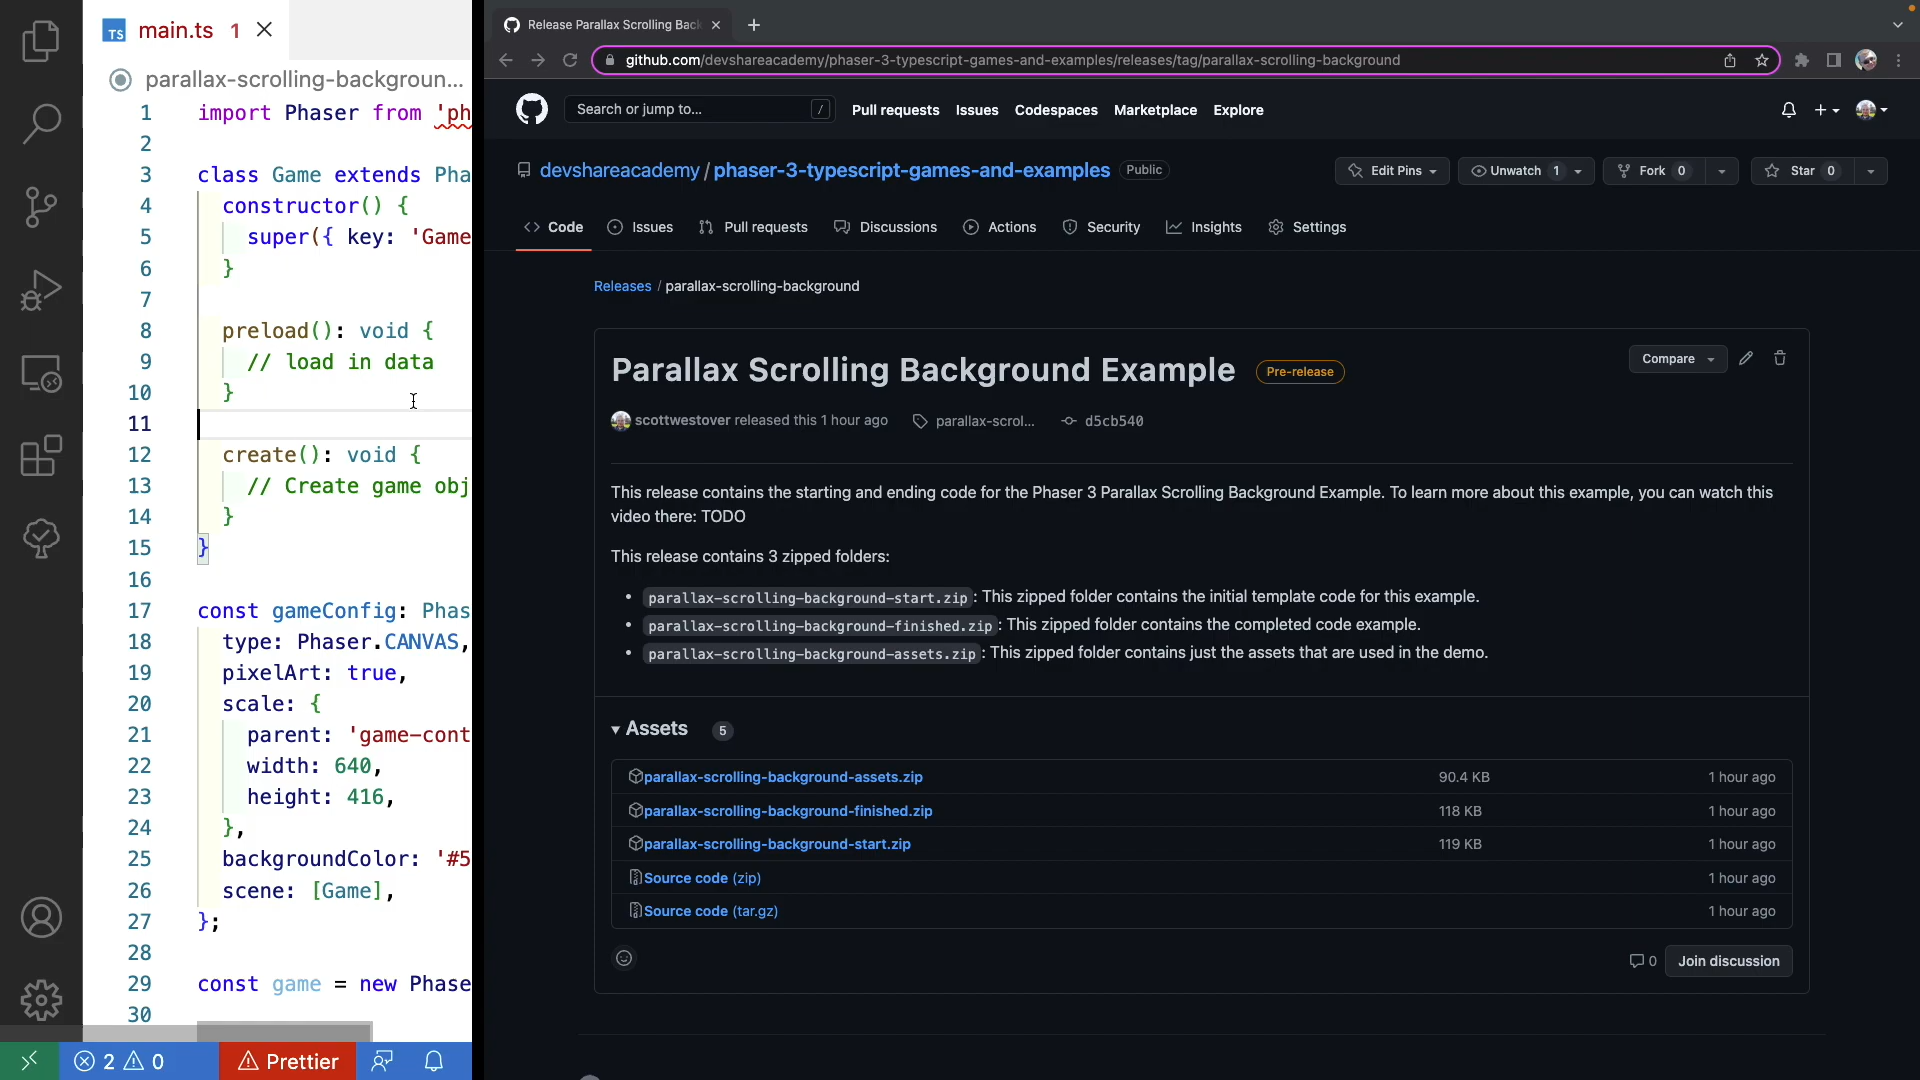 TS main.ts 1
parallax-scrolling-backgroun...
1 import Phaser from 'ph
2
3 class Game extends Pha
4 constructor() {
5 super({ key: 'Game
6 }
7
8 preload(): void {
9 // load in data
10 }
11
12 create(): void {
13 // Create game obj
14 }
15 }
16
17 const gameConfig: Phas
18 type: Phaser.CANVAS,
19 pixelArt: true,
20 scale: {
21 parent: 'game-cont
22 width: 640,
23 height: 416,
24 },
25 backgroundColor: '#5
26 scene: [Game],
27 };
28
29 const game = new Phase
30
2 0 Prettier
Release Parallax Scrolling Bac
github.com/devshareacademy/phaser-3-typescript-games-and-examples/releases/tag/parallax-scrolling-background
Search or jump to... / Pull requests Issues Codespaces Marketplace Explore
devshareacademy / phaser-3-typescript-games-and-examples Public Edit Pins Unwatch 1 Fork 0 Star 0
Code Issues Pull requests Discussions Actions Security Insights Settings
Releases / parallax-scrolling-background
Parallax Scrolling Background Example Pre-release Compare
scottwestover released this 1 hour ago parallax-scrol... d5cb540
This release contains the starting and ending code for the Phaser 3 Parallax Scrolling Background Example. To learn more about this example, you can watch this
video there: TODO
This release contains 3 zipped folders:
• parallax-scrolling-background-start.zip: This zipped folder contains the initial template code for this example.
• parallax-scrolling-background-finished.zip: This zipped folder contains the completed code example.
• parallax-scrolling-background-assets.zip: This zipped folder contains just the assets that are used in the demo.
Assets 5
parallax-scrolling-background-assets.zip 90.4 KB 1 hour ago
parallax-scrolling-background-finished.zip 118 KB 1 hour ago
parallax-scrolling-background-start.zip 119 KB 1 hour ago
Source code (zip) 1 hour ago
Source code (tar.gz) 1 hour ago
0 Join discussion